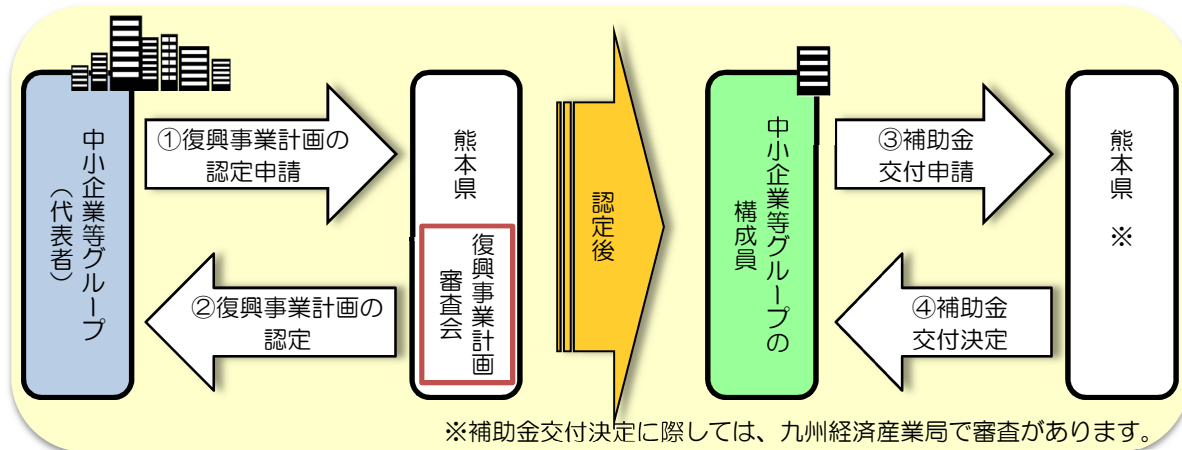 中小企業等グループ
（代表者）
①復興事業計画の
認定申請
②復興事業計画の
認定
熊本県
復興事業計画
審査会
認定後
中小企業等グループの
構成員
③補助金
交付申請
④補助金
交付決定
熊本県 ※
※補助金交付決定に際しては、九州経済産業局で審査があります。